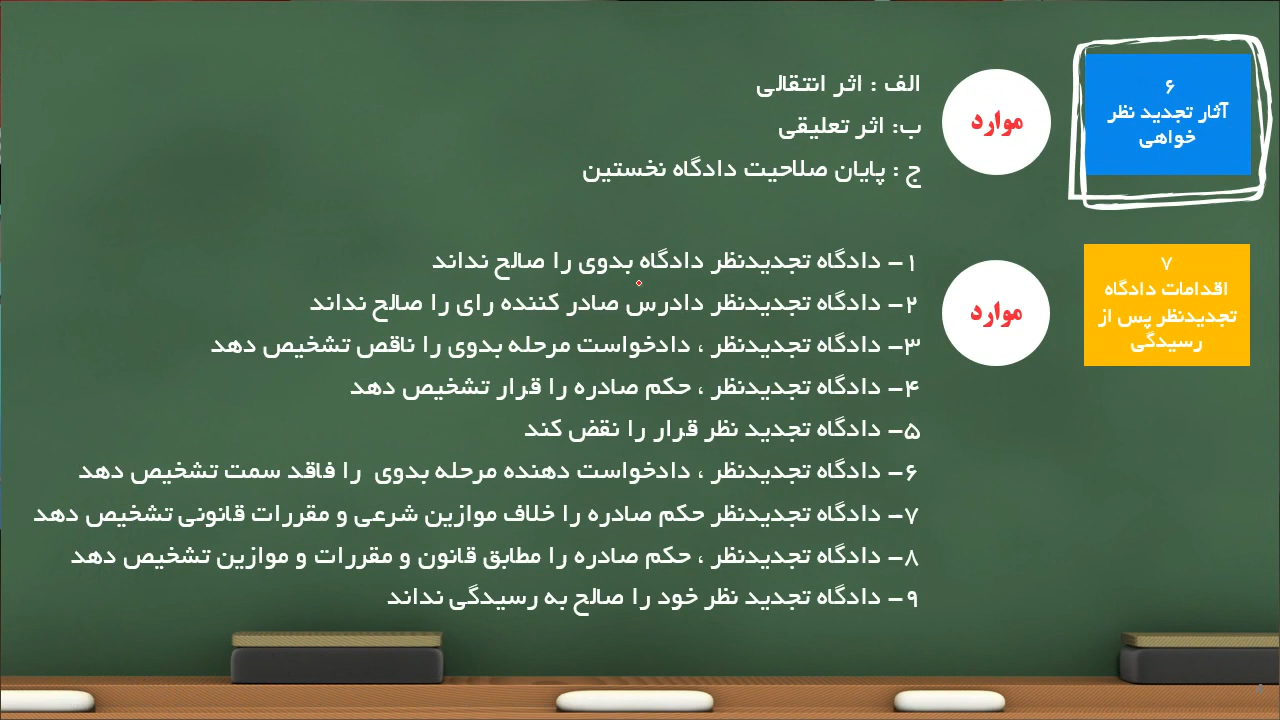 ۶
آثار تجدید نظر
خواهی
موارد
الف : اثر انتقالی
ب: اثر تعلیقی
ج : پایان صلاحیت دادگاه نخستین
۷
اقدامات دادگاه
تجدیدنظر پس از
رسیدگی
موارد
۱– دادگاه تجدیدنظر دادگاه بدوی را صالح نداند
۲– دادگاه تجدیدنظر دادرس صادر کننده رای را صالح نداند
۳– دادگاه تجدیدنظر ، دادخواست مرحله بدوی را ناقص تشخیص دهد
۴– دادگاه تجدیدنظر ، حکم صادره را قرار تشخیص دهد
۵– دادگاه تجدید نظر قرار را نقض کند
۶– دادگاه تجدیدنظر ، دادخواست دهنده مرحله بدوی را فاقد سمت تشخیص دهد
۷– دادگاه تجدیدنظر حکم صادره را خلاف موازین شرعی و مقررات قانونی تشخیص دهد
۸– دادگاه تجدیدنظر ، حکم صادره را مطابق قانون و مقررات و موازین تشخیص دهد
۹– دادگاه تجدید نظر خود را صالح به رسیدگی نداند